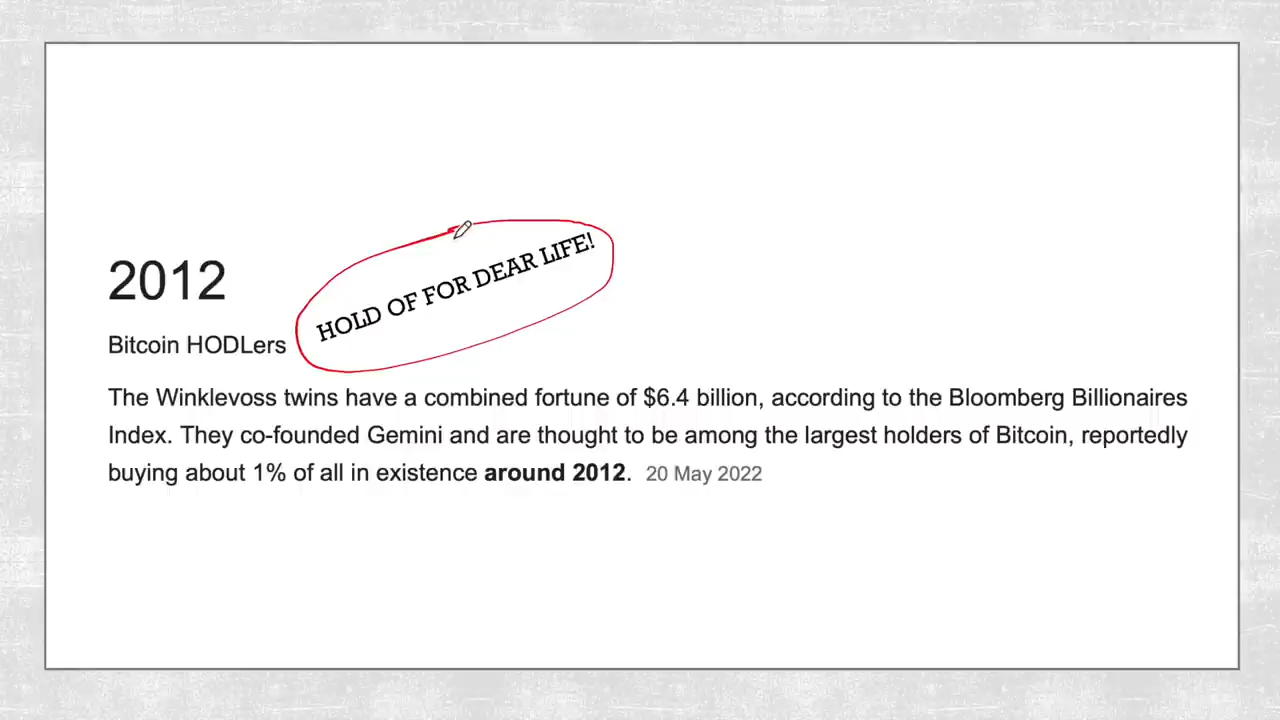 2012
HOLD OF FOR DEAR LIFE!
Bitcoin HODLers
The Winklevoss twins have a combined fortune of $6.4 billion, according to the Bloomberg Billionaires
Index. They co-founded Gemini and are thought to be among the largest holders of Bitcoin, reportedly
buying about 1% of all in existence around 2012. 20 May 2022